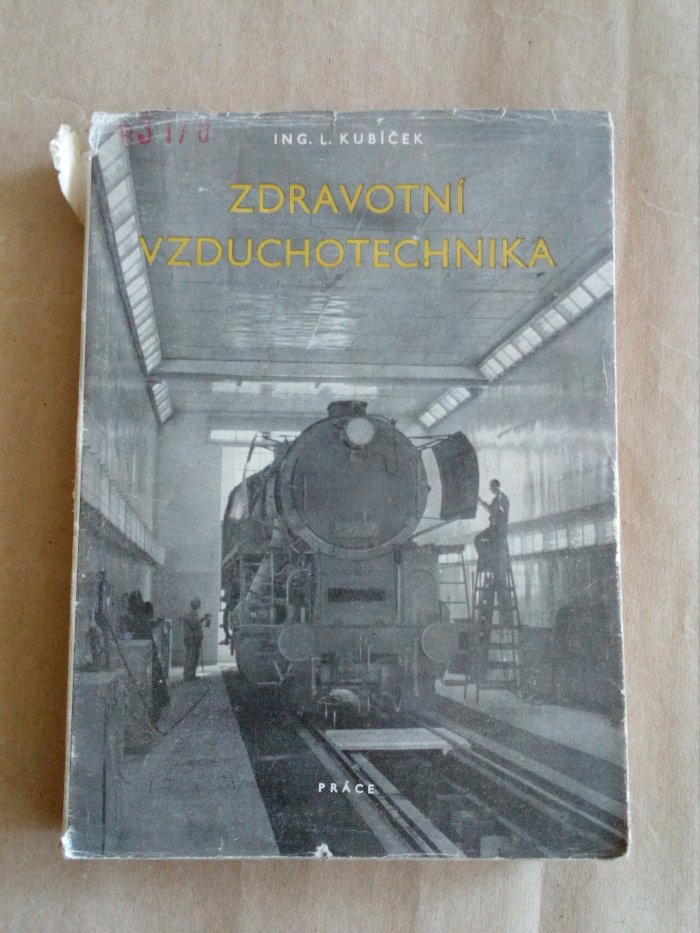 ING. L. KUBÍČEK
ZDRAVOTNÍ
VZDUCHOTECHNIKA
PRÁCE